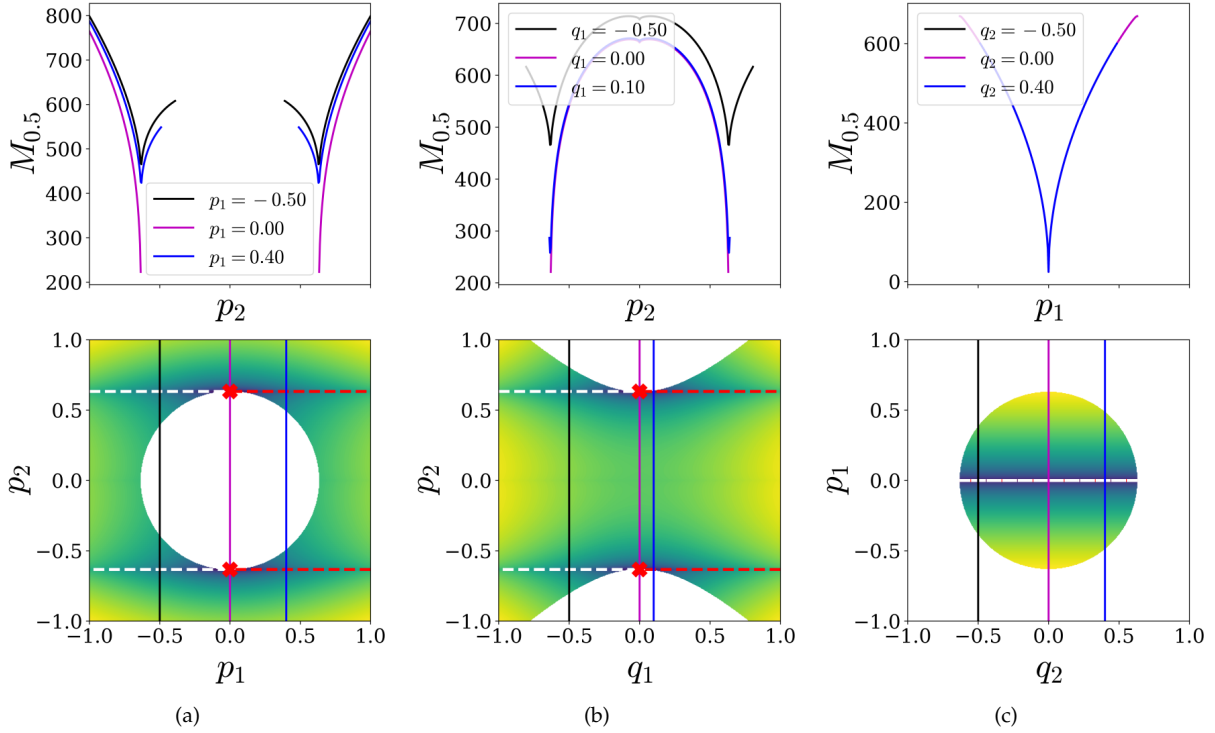 800
700
600
500
400
300
200
M0.5
p1 = − 0.50
p1 = 0.00
p1 = 0.40
p2
700
600
500
400
300
200
M0.5
q1 = − 0.50
q1 = 0.00
q1 = 0.10
p2
600
400
200
0
M0.5
q2 = − 0.50
q2 = 0.00
q2 = 0.40
p1
1.0
0.5
0.0
−0.5
−1.0
p2
−1.0 −0.5 0.0 0.5 1.0
p1
(a)
1.0
0.5
0.0
−0.5
−1.0
p2
−1.0 −0.5 0.0 0.5 1.0
q1
(b)
1.0
0.5
0.0
−0.5
−1.0
p1
−1.0 −0.5 0.0 0.5 1.0
q2
(c)